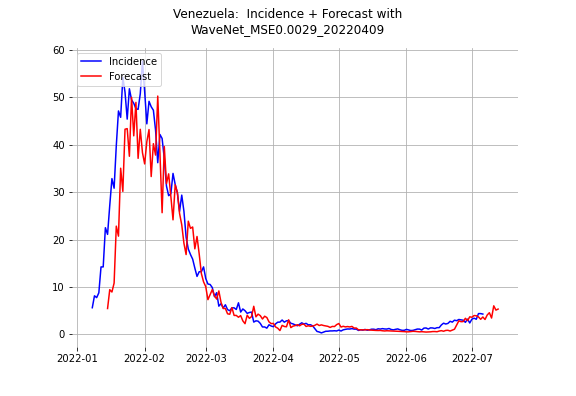 Venezuela:  Incidence + Forecast with
WaveNet_MSE0.0029_20220409
Incidence
Forecast
60
50
40
30
20
10
0
2022-01 2022-02 2022-03 2022-04 2022-05 2022-06 2022-07